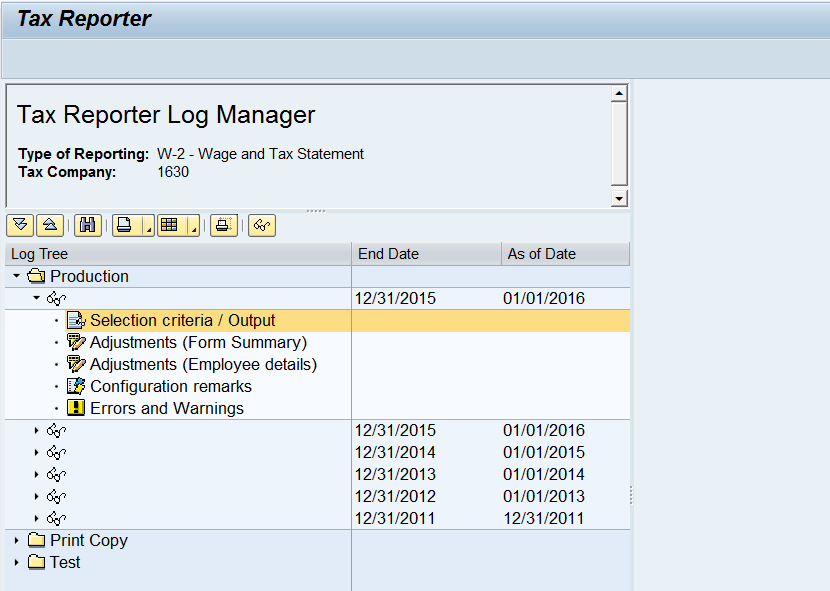 Tax Reporter
Tax Reporter Log Manager
Type of Reporting: W-2 - Wage and Tax Statement
Tax Company: 1630
Log Tree End Date As of Date
Production
12/31/2015 01/01/2016
Selection criteria / Output
Adjustments (Form Summary)
Adjustments (Employee details)
Configuration remarks
Errors and Warnings
12/31/2015 01/01/2016
12/31/2014 01/01/2015
12/31/2013 01/01/2014
12/31/2012 01/01/2013
12/31/2011 12/31/2011
Print Copy
Test